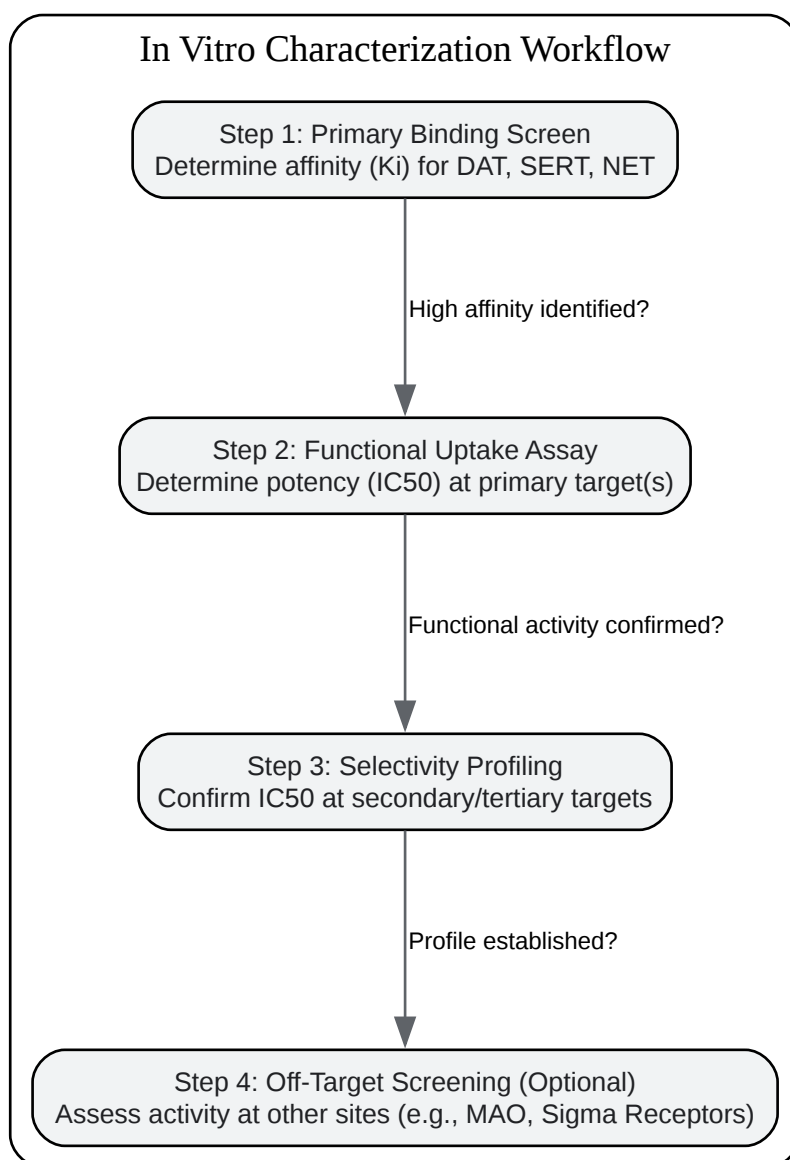 In Vitro Characterization Workflow
Step 1: Primary Binding Screen
Determine affinity (Ki) for DAT, SERT, NET
High affinity identified?
Step 2: Functional Uptake Assay
Determine potency (IC50) at primary target(s)
Functional activity confirmed?
Step 3: Selectivity Profiling
Confirm IC50 at secondary/tertiary targets
Profile established?
Step 4: Off-Target Screening (Optional)
Assess activity at other sites (e.g., MAO, Sigma Receptors)